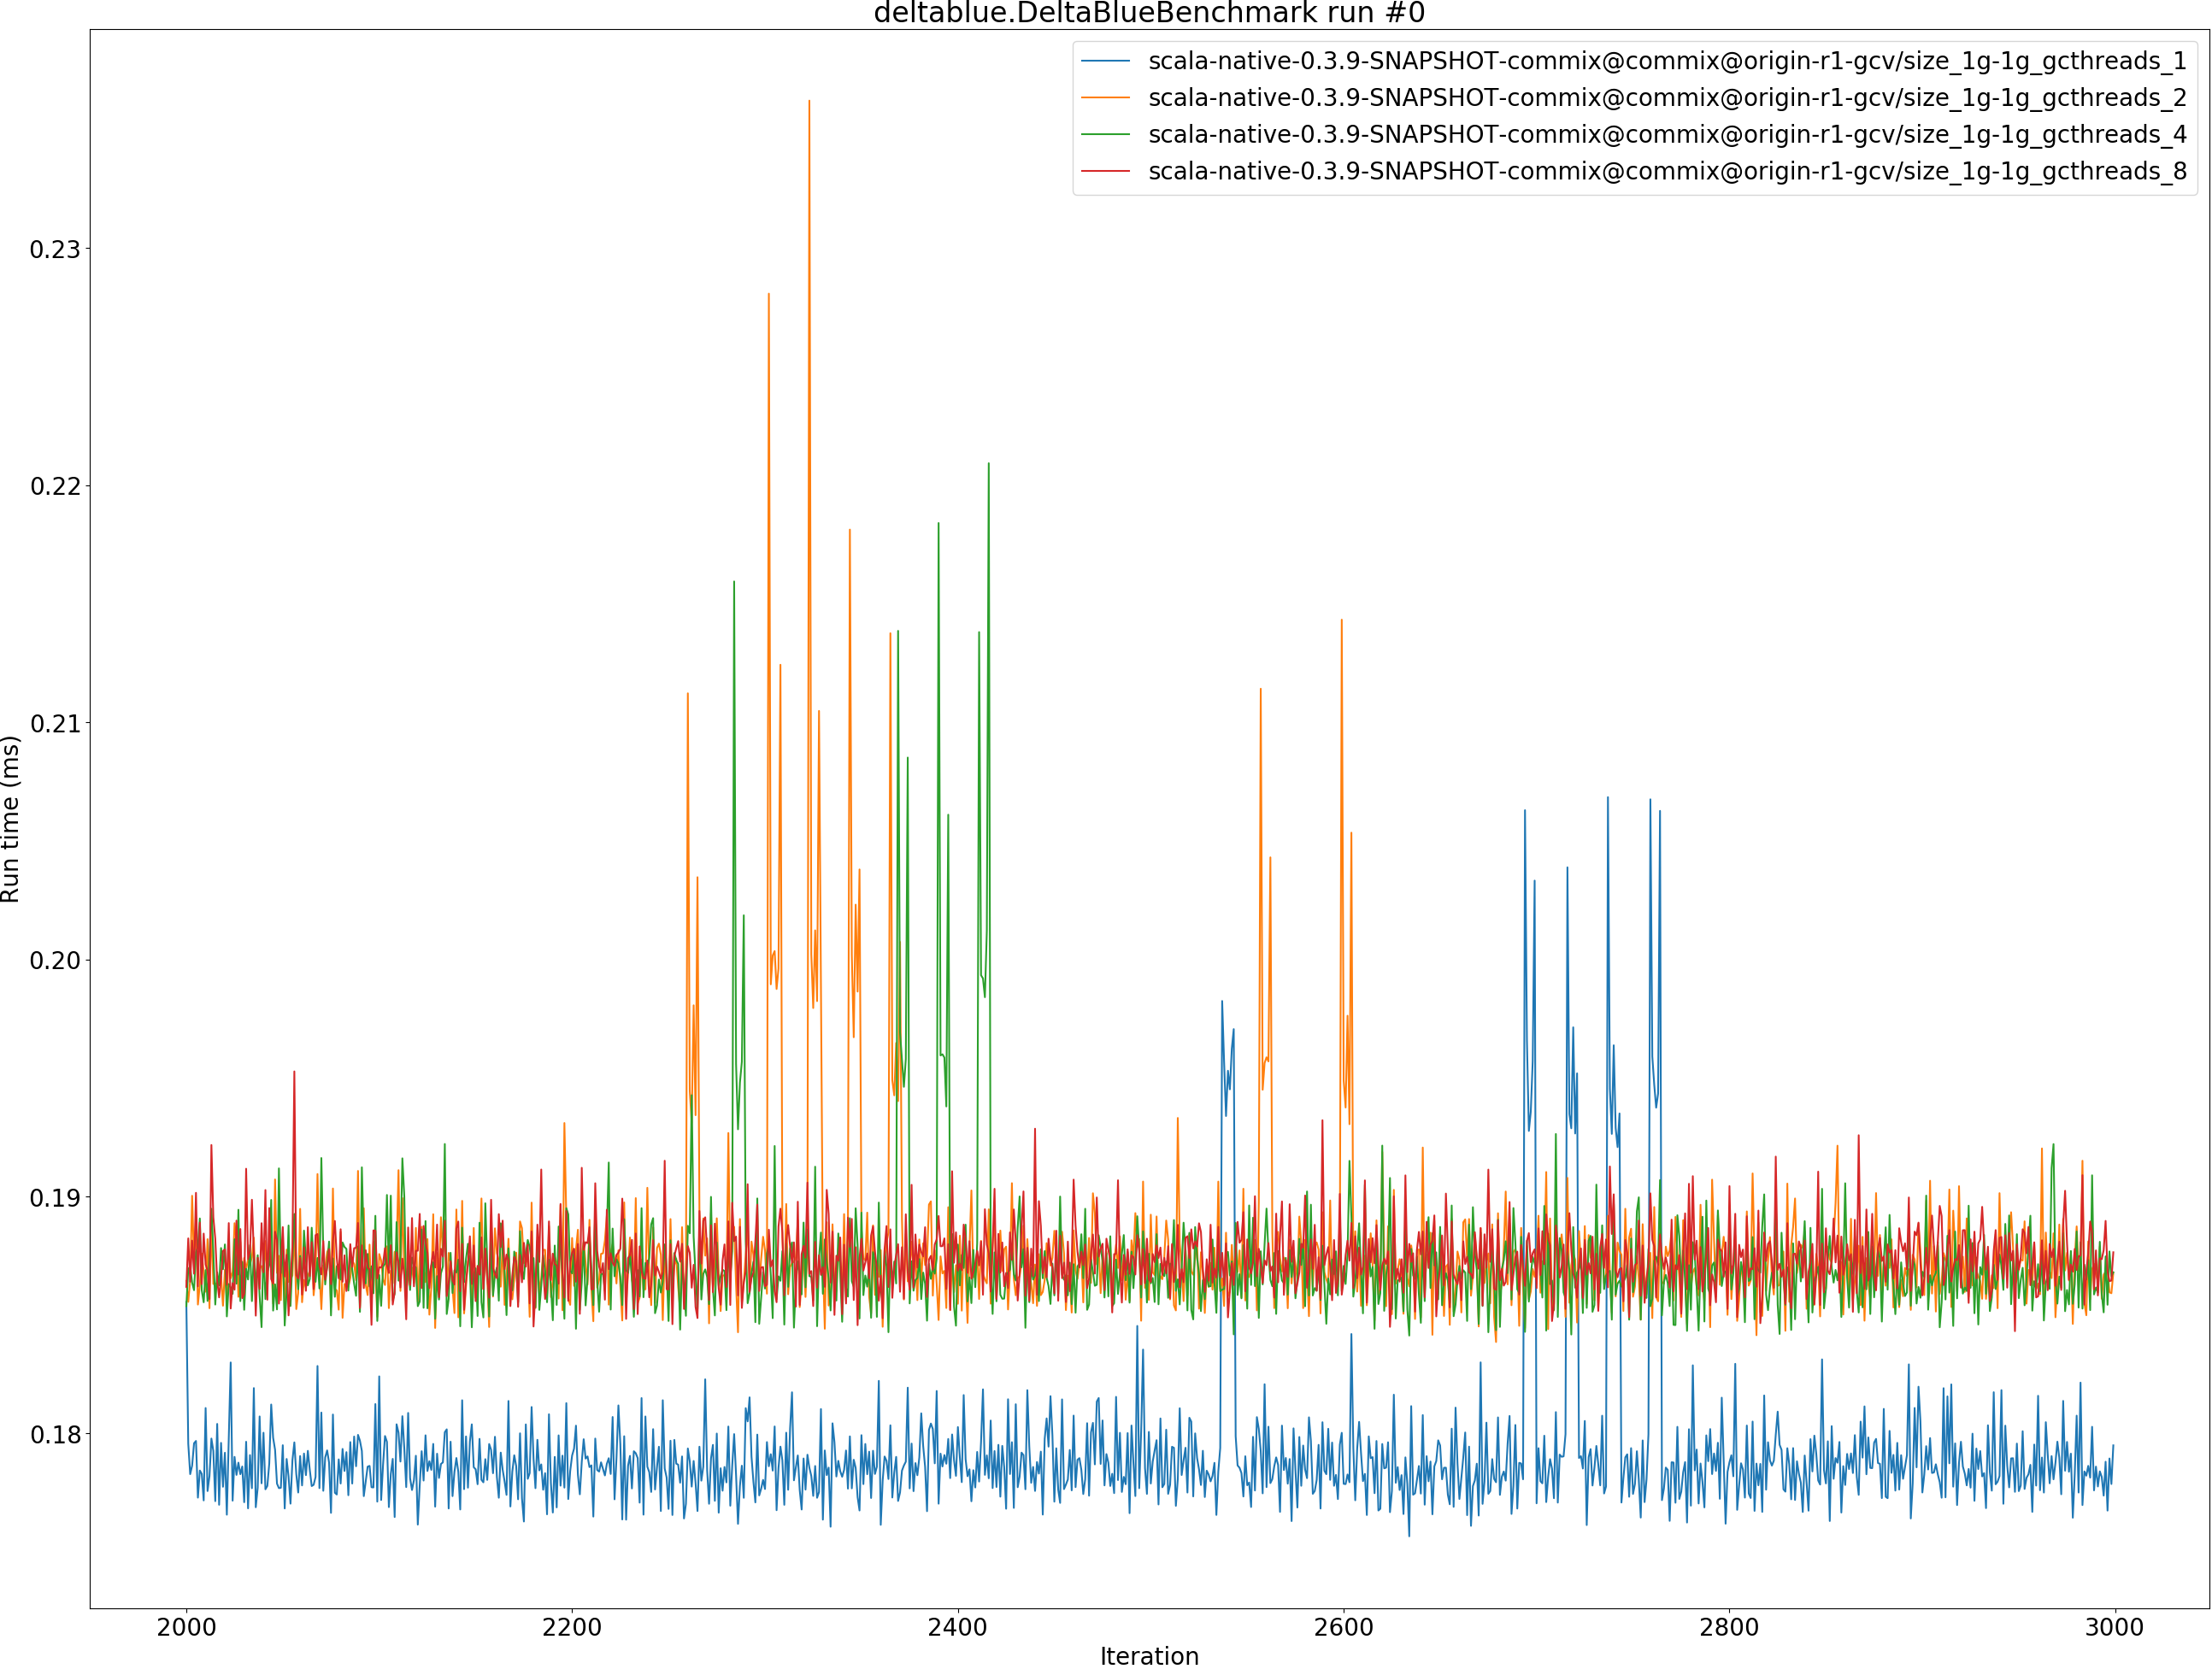 deltablue.DeltaBlueBenchmark run #0
scala-native-0.3.9-SNAPSHOT-commix@commix@origin-r1-gcv/size_1g-1g_gcthreads_1
scala-native-0.3.9-SNAPSHOT-commix@commix@origin-r1-gcv/size_1g-1g_gcthreads_2
scala-native-0.3.9-SNAPSHOT-commix@commix@origin-r1-gcv/size_1g-1g_gcthreads_4
scala-native-0.3.9-SNAPSHOT-commix@commix@origin-r1-gcv/size_1g-1g_gcthreads_8
0.23
0.22
0.21
0.20
0.19
0.18
Run time (ms)
2000 2200 2400 2600 2800 3000
Iteration